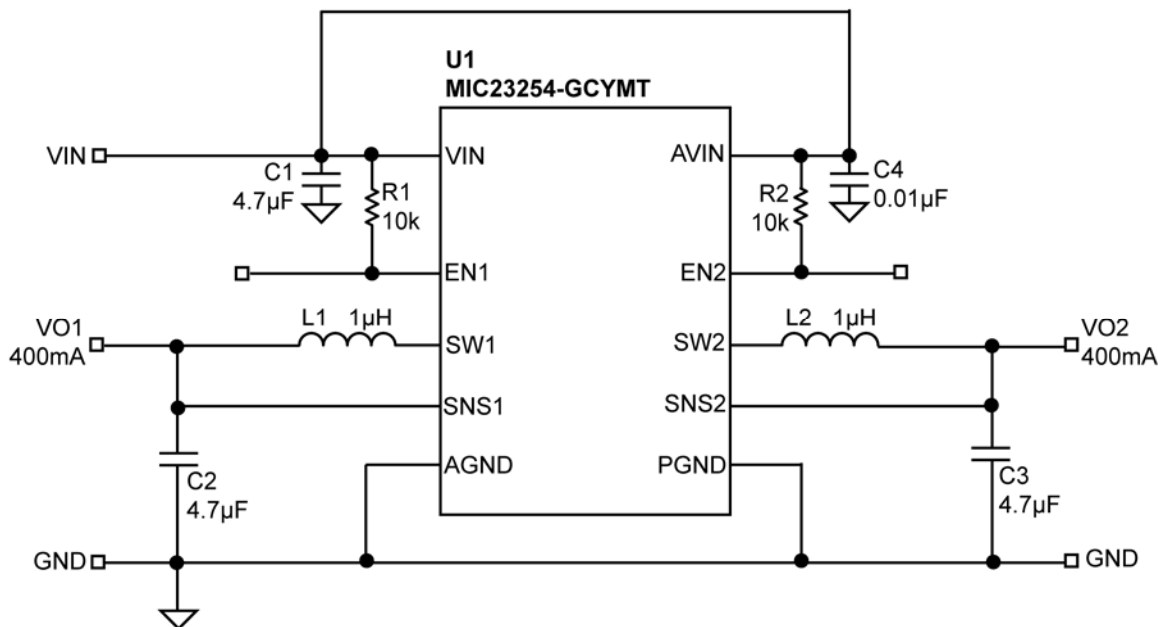 U1
MIC23254-GCYMT
VIN
C1
4.7µF
R1
10k
VIN
AVIN
R2
10k
C4
0.01µF
EN1
EN2
VO1
400mA
L1 1µH
SW1
SW2
L2 1µH
VO2
400mA
SNS1
SNS2
C2
4.7µF
AGND
PGND
C3
4.7µF
GND
GND